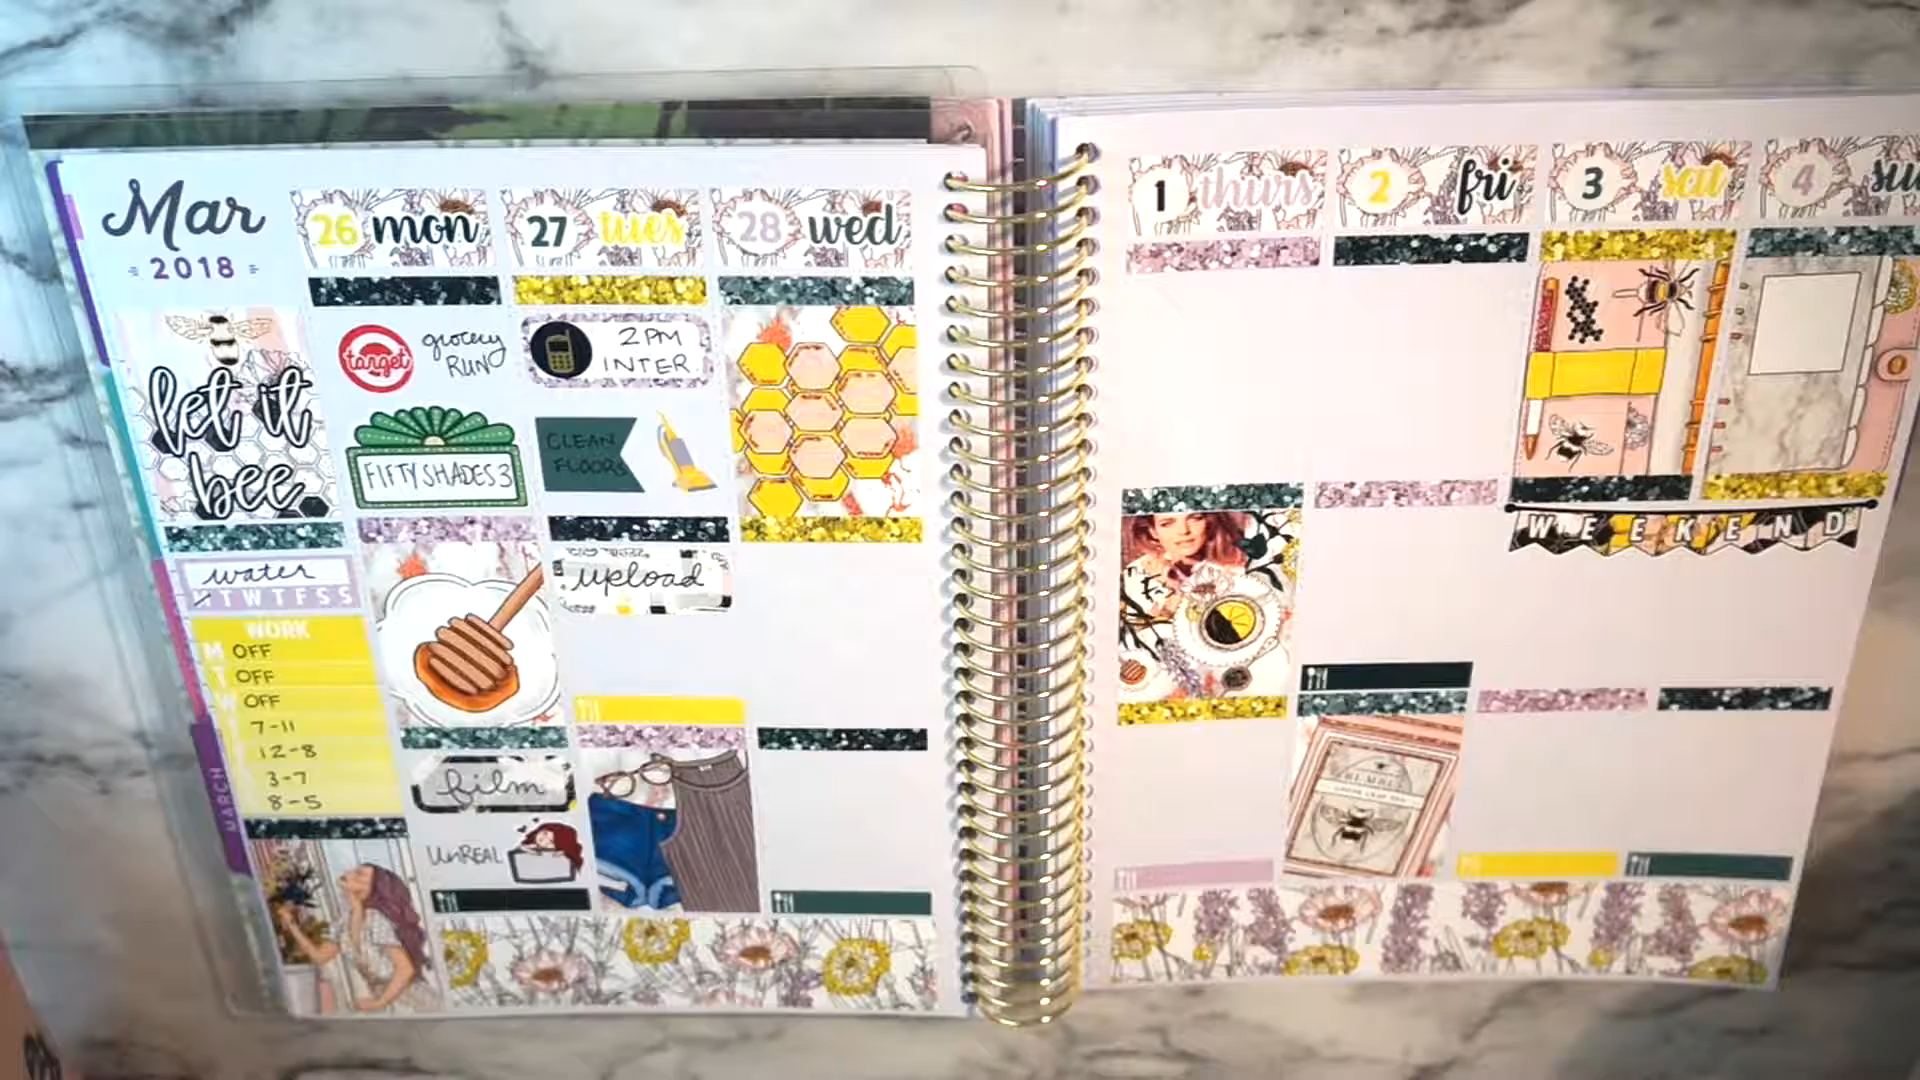 Mar
2018
26 mon
27 tues
28 wed
1 thurs
2 fri
3 sat
4
let it
bee
target
grocery
RUN
2PM
INTER.
FIFTY SHADES 3
CLEAN
FLOORS
upload
water
M T W T F S S
WORK
M OFF
T OFF
W OFF
7-11
12-8
3-7
8-5
MARCH
film
UnREAL
WEEKEND